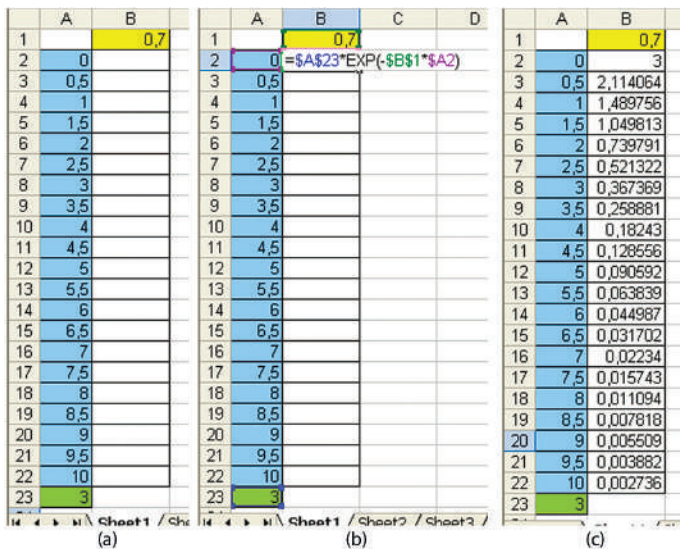 A B
1 0,7
2 0
3 0,5
4 1
5 1,5
6 2
7 2,5
8 3
9 3,5
10 4
11 4,5
12 5
13 5,5
14 6
15 6,5
16 7
17 7,5
18 8
19 8,5
20 9
21 9,5
22 10
23 3
Sheet1 / She
(a)
A B C D
1 0,7
2 0 =$A$23*EXP(-$B$1*$A2)
3 0,5
4 1
5 1,5
6 2
7 2,5
8 3
9 3,5
10 4
11 4,5
12 5
13 5,5
14 6
15 6,5
16 7
17 7,5
18 8
19 8,5
20 9
21 9,5
22 10
23 3
Sheet1 / Sheet2 / Sheet3 /
(b)
A B
1 0,7
2 0 3
3 0,5 2,114064
4 1 1,489756
5 1,5 1,049813
6 2 0,739791
7 2,5 0,521322
8 3 0,367369
9 3,5 0,258881
10 4 0,18243
11 4,5 0,128556
12 5 0,090592
13 5,5 0,063839
14 6 0,044987
15 6,5 0,031702
16 7 0,02234
17 7,5 0,015743
18 8 0,011094
19 8,5 0,007818
20 9 0,005509
21 9,5 0,003882
22 10 0,002736
23 3
(c)